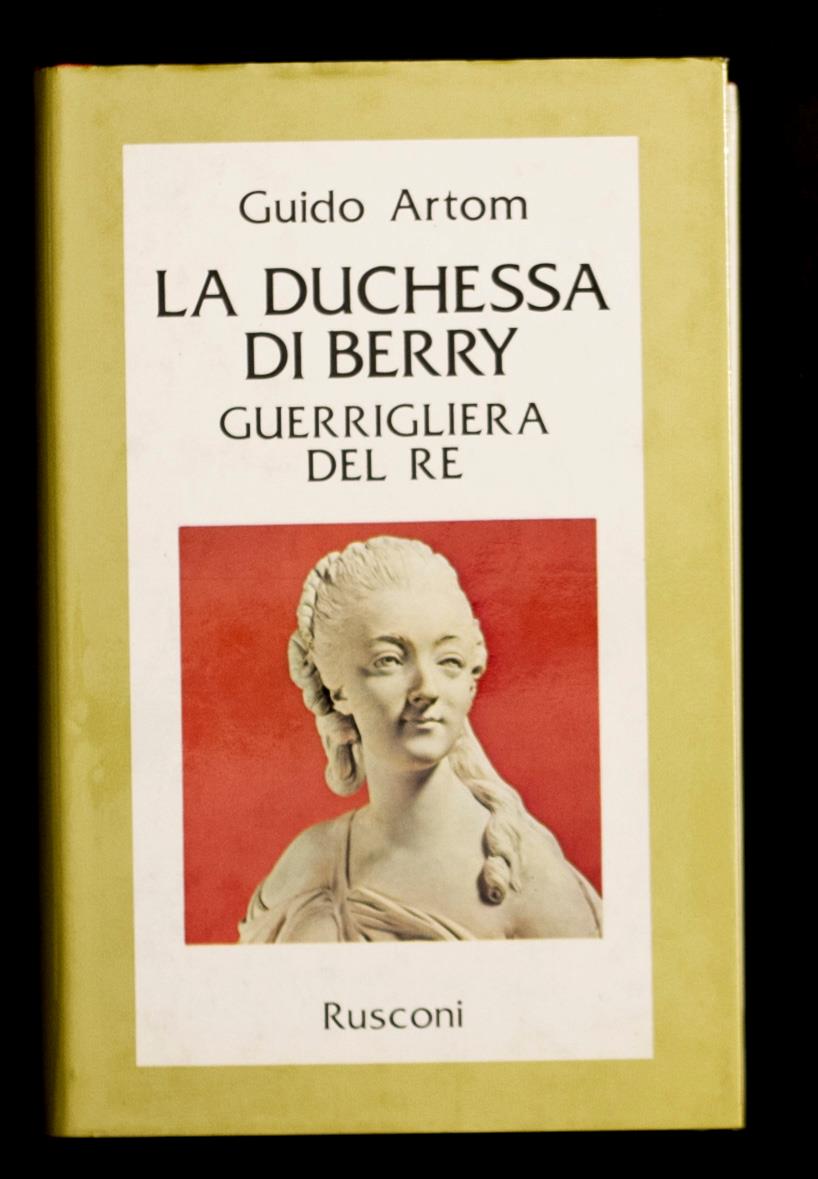 Guido Artom
LA DUCHESSA
DI BERRY
GUERRIGLIERA
DEL RE
Rusconi